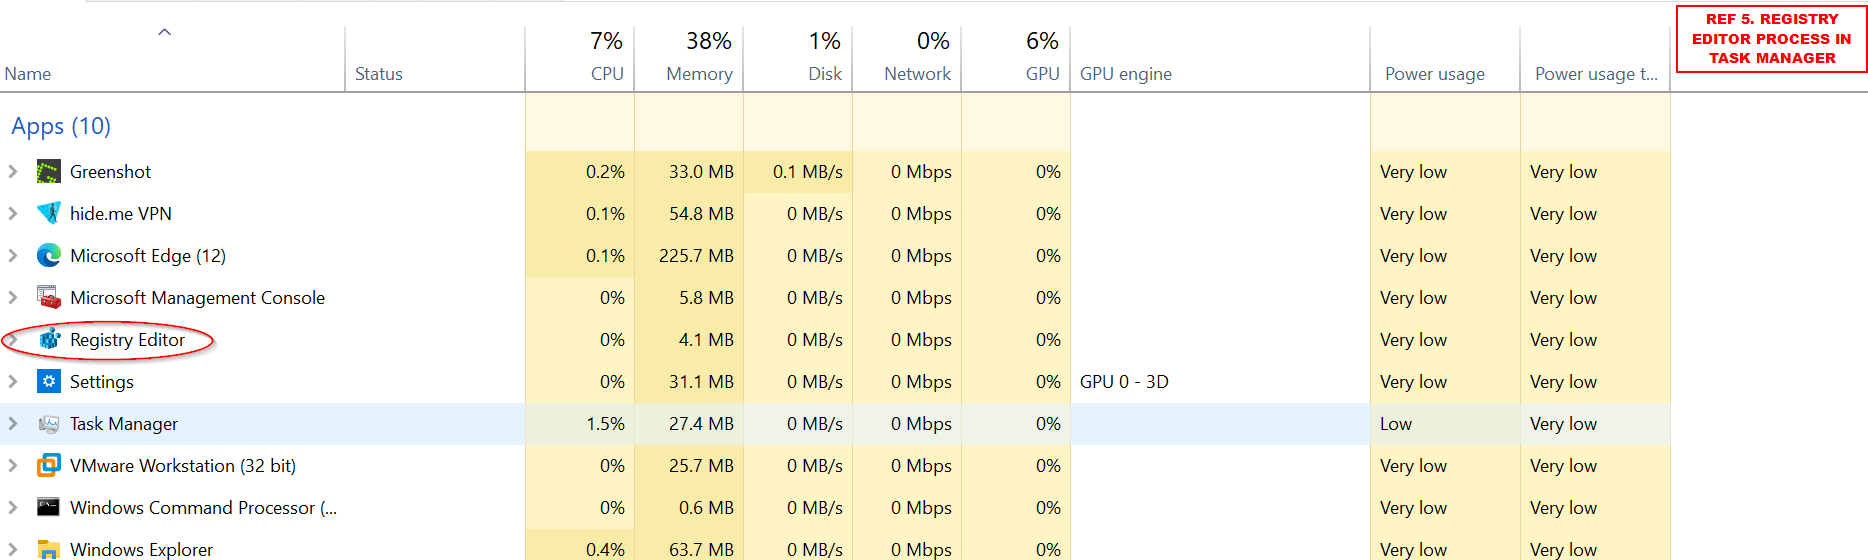 REF 5. REGISTRY
EDITOR PROCESS IN
TASK MANAGER
7% 38% 1% 0% 6%
Name Status CPU Memory Disk Network GPU GPU engine Power usage Power usage t...
Apps (10)
Greenshot 0.2% 33.0 MB 0.1 MB/s 0 Mbps 0% Very low Very low
hide.me VPN 0.1% 54.8 MB 0 MB/s 0 Mbps 0% Very low Very low
Microsoft Edge (12) 0.1% 225.7 MB 0 MB/s 0 Mbps 0% Very low Very low
Microsoft Management Console 0% 5.8 MB 0 MB/s 0 Mbps 0% Very low Very low
Registry Editor 0% 4.1 MB 0 MB/s 0 Mbps 0% Very low Very low
Settings 0% 31.1 MB 0 MB/s 0 Mbps 0% GPU 0 - 3D Very low Very low
Task Manager 1.5% 27.4 MB 0 MB/s 0 Mbps 0% Low Very low
VMware Workstation (32 bit) 0% 25.7 MB 0 MB/s 0 Mbps 0% Very low Very low
Windows Command Processor (... 0% 0.6 MB 0 MB/s 0 Mbps 0% Very low Very low
Windows Explorer 0.4% 63.7 MB 0 MB/s 0 Mbps 0% Very low Very low